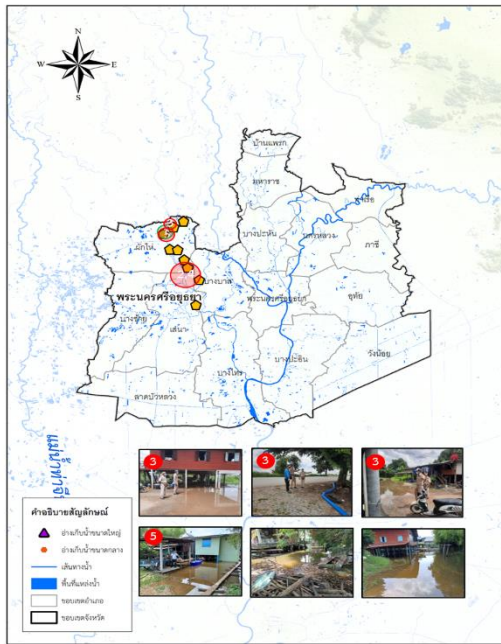 N
W E
S
บ้านแพรก
มหาราช
ท่าเรือ
บางปะหัน
นครหลวง
ผักไห่
ภาชี
บางบาล
พระนครศรีอยุธยา
พระนครศรีอยุธยา
อุทัย
บางซ้าย
เสนา
วังน้อย
บางปะอิน
บางไทร
ลาดบัวหลวง
3
3
3
5
คำอธิบายสัญลักษณ์
อ่างเก็บน้ำขนาดใหญ่
อ่างเก็บน้ำขนาดกลาง
เส้นทางน้ำ
พื้นที่แหล่งน้ำ
ขอบเขตอำเภอ
ขอบเขตจังหวัด